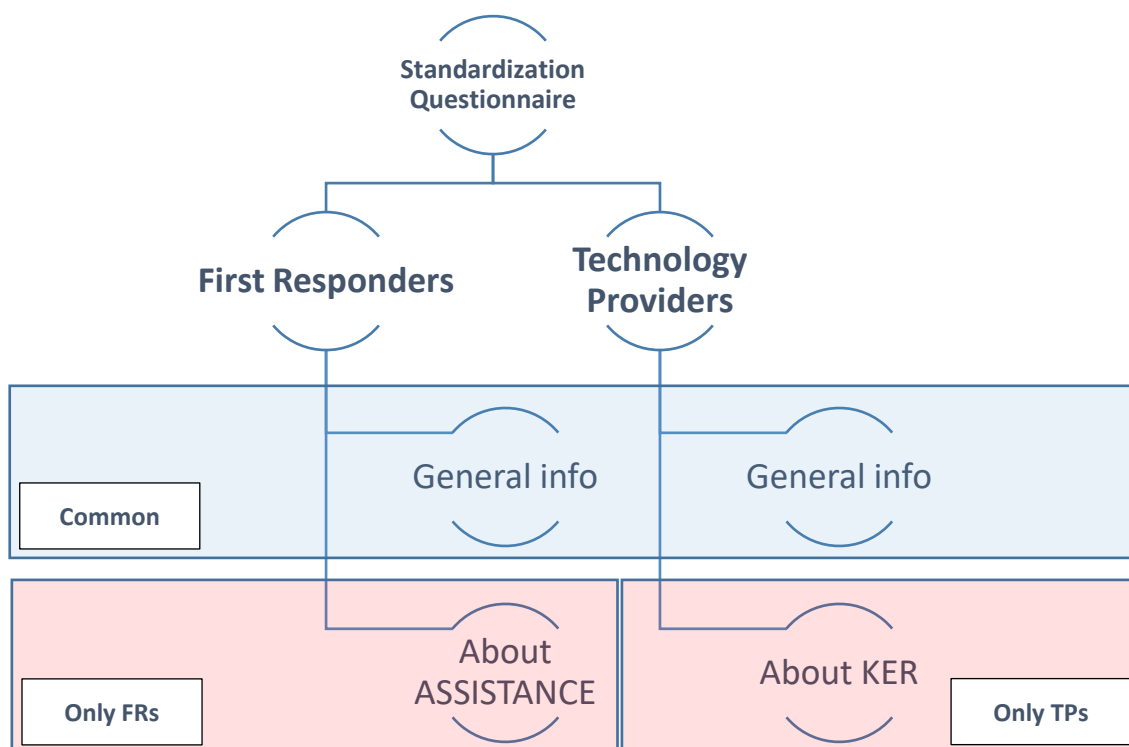 Standardization
Questionnaire
First Responders
Technology
Providers
General info
General info
Common
About
ASSISTANCE
About KER
Only FRs
Only TPs